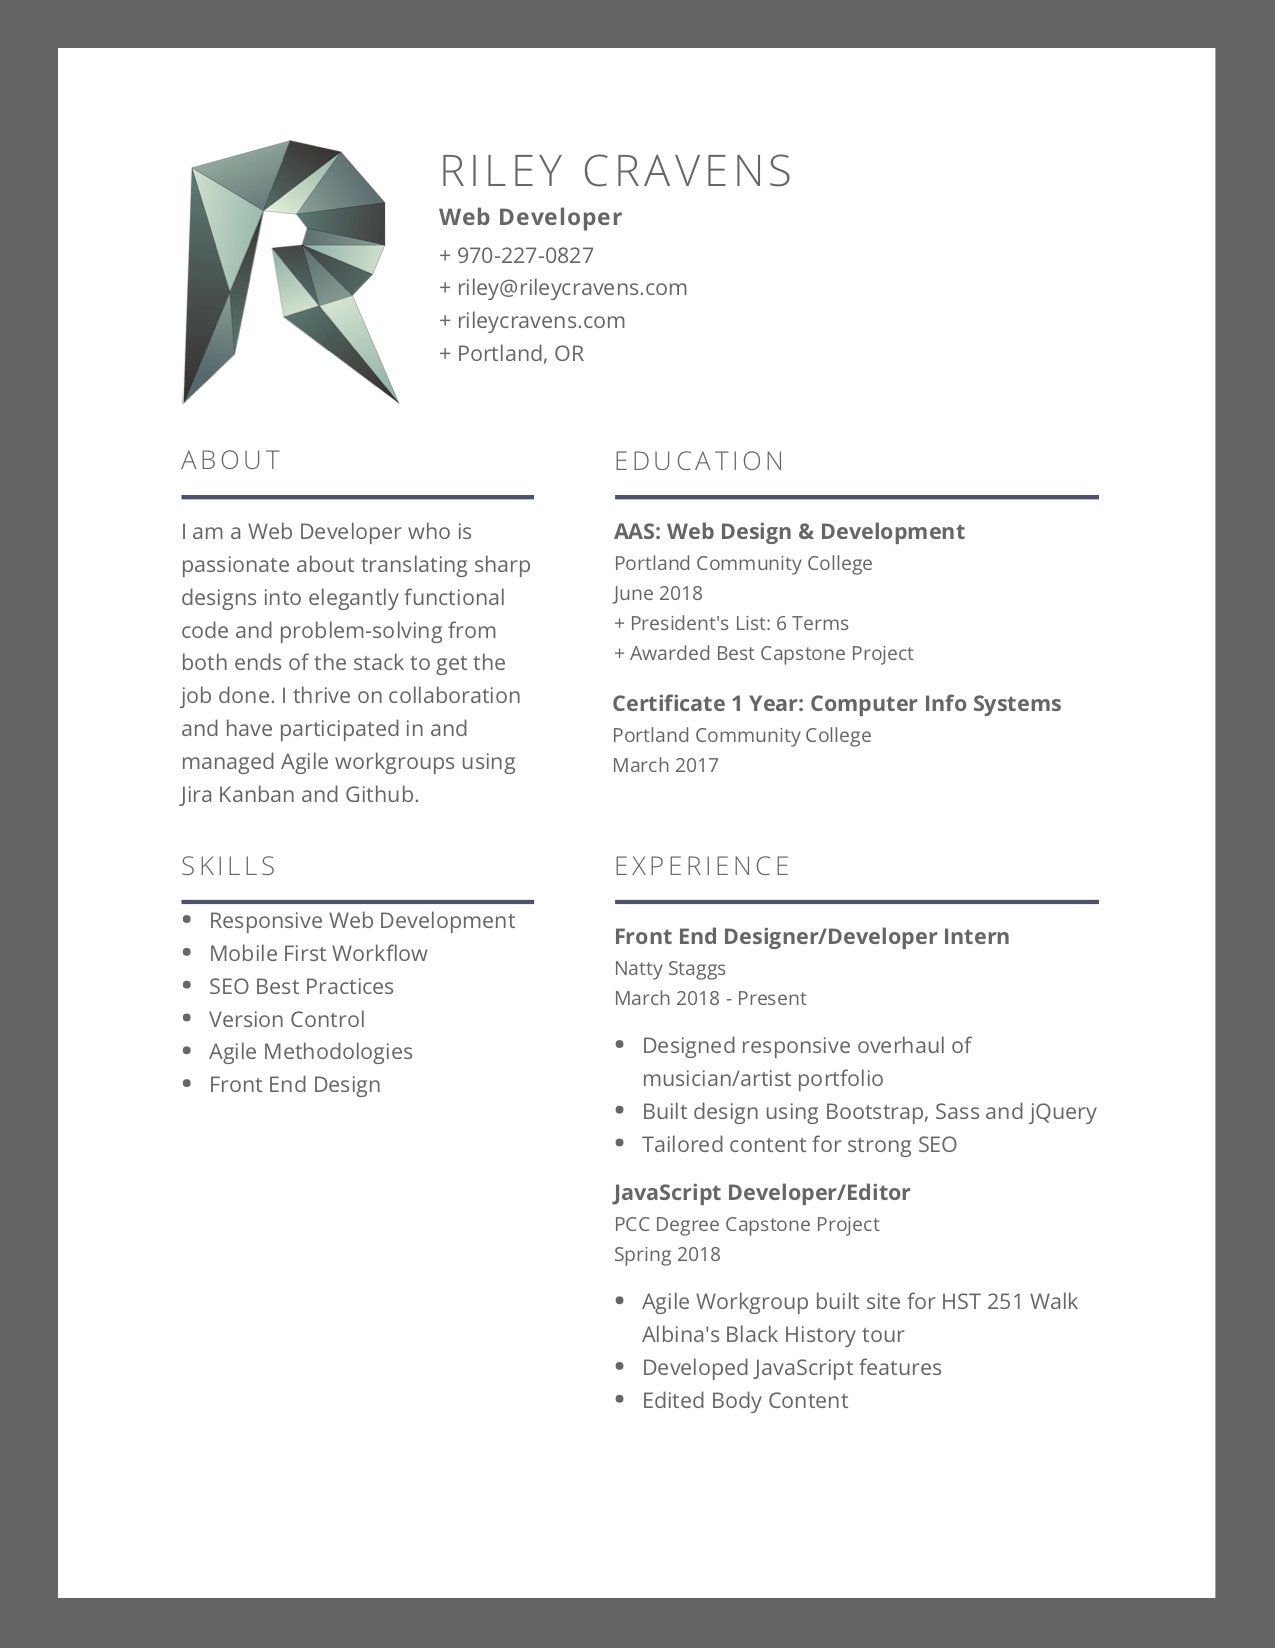 RILEY CRAVENS
Web Developer
+ 970-227-0827
+ riley@rileycravens.com
+ rileycravens.com
+ Portland, OR
ABOUT
I am a Web Developer who is
passionate about translating sharp
designs into elegantly functional
code and problem-solving from
both ends of the stack to get the
job done. I thrive on collaboration
and have participated in and
managed Agile workgroups using
Jira Kanban and Github.
SKILLS
• Responsive Web Development
• Mobile First Workflow
• SEO Best Practices
• Version Control
• Agile Methodologies
• Front End Design
EDUCATION
AAS: Web Design & Development
Portland Community College
June 2018
+ President's List: 6 Terms
+ Awarded Best Capstone Project
Certificate 1 Year: Computer Info Systems
Portland Community College
March 2017
EXPERIENCE
Front End Designer/Developer Intern
Natty Staggs
March 2018 - Present
• Designed responsive overhaul of
musician/artist portfolio
• Built design using Bootstrap, Sass and jQuery
• Tailored content for strong SEO
JavaScript Developer/Editor
PCC Degree Capstone Project
Spring 2018
• Agile Workgroup built site for HST 251 Walk
Albina's Black History tour
• Developed JavaScript features
• Edited Body Content